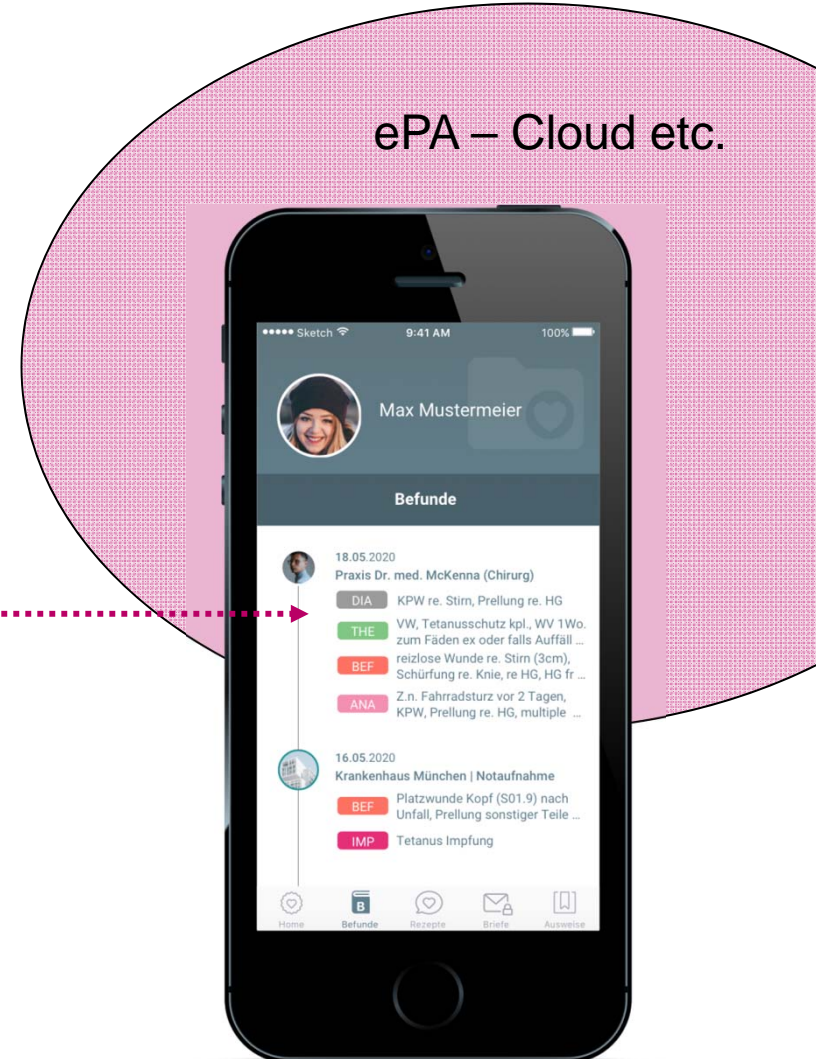 ePA – Cloud etc.
Sketch 9:41 AM 100%
Max Mustermeier
Befunde
18.05.2020
Praxis Dr. med. McKenna (Chirurg)
DIA KPW re. Stirn, Prellung re. HG
THE VW, Tetanusschutz kpl., WV 1Wo.
zum Fäden ex oder falls Auffäll ...
BEF reizlose Wunde re. Stirn (3cm),
Schürfung re. Knie, re HG, HG fr ...
ANA Z.n. Fahrradsturz vor 2 Tagen,
KPW, Prellung re. HG, multiple ...
16.05.2020
Krankenhaus München | Notaufnahme
BEF Platzwunde Kopf (S01.9) nach
Unfall, Prellung sonstiger Teile ...
IMP Tetanus Impfung
B
Home Befunde Rezepte Briefe Ausweise